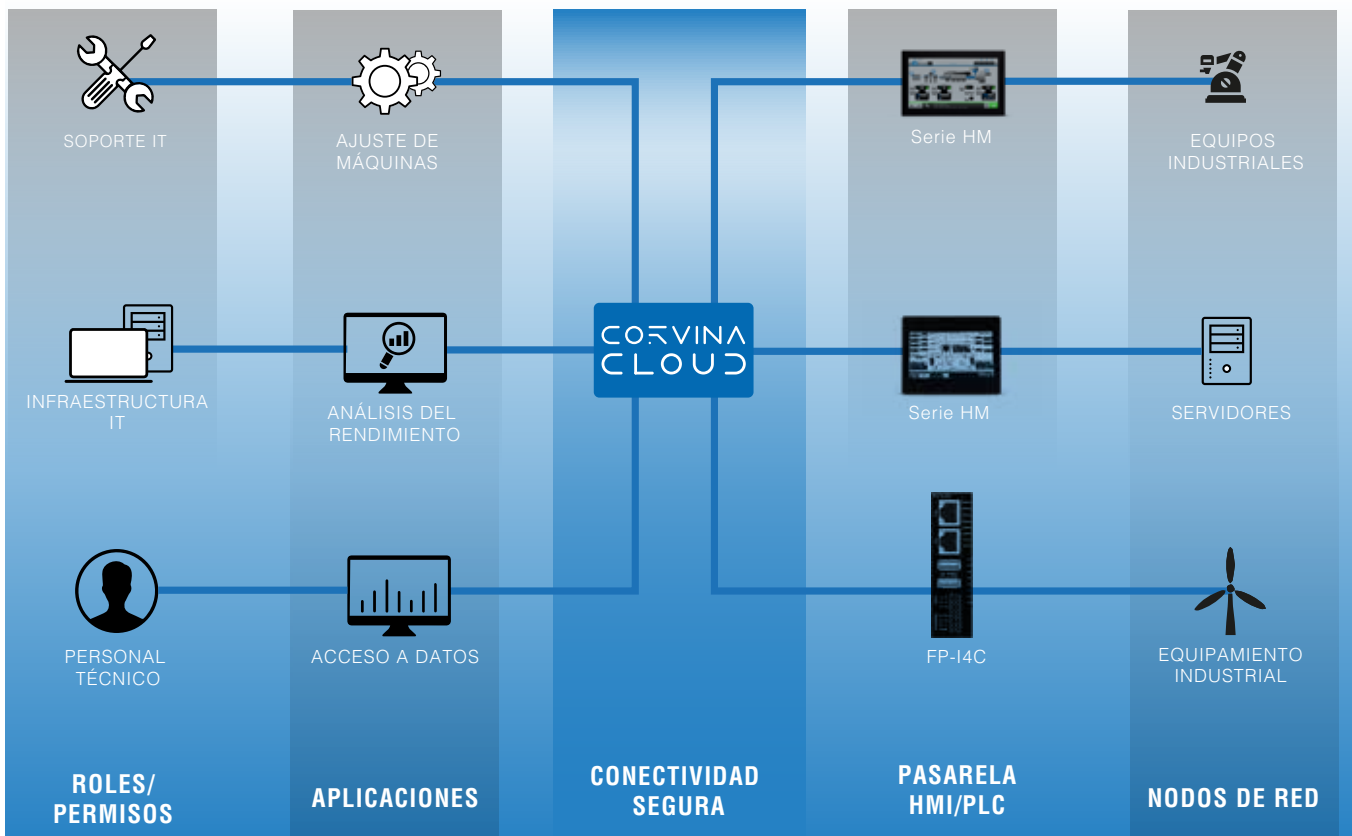 SOPORTE IT
AJUSTE DE
MÁQUINAS
Serie HM
EQUIPOS
INDUSTRIALES
CORVINA
CLOUD
INFRAESTRUCTURA
IT
ANÁLISIS DEL
RENDIMIENTO
Serie HM
SERVIDORES
PERSONAL
TÉCNICO
ACCESO A DATOS
FP-I4C
EQUIPAMIENTO
INDUSTRIAL
ROLES/
PERMISOS
APLICACIONES
CONECTIVIDAD
SEGURA
PASARELA
HMI/PLC
NODOS DE RED